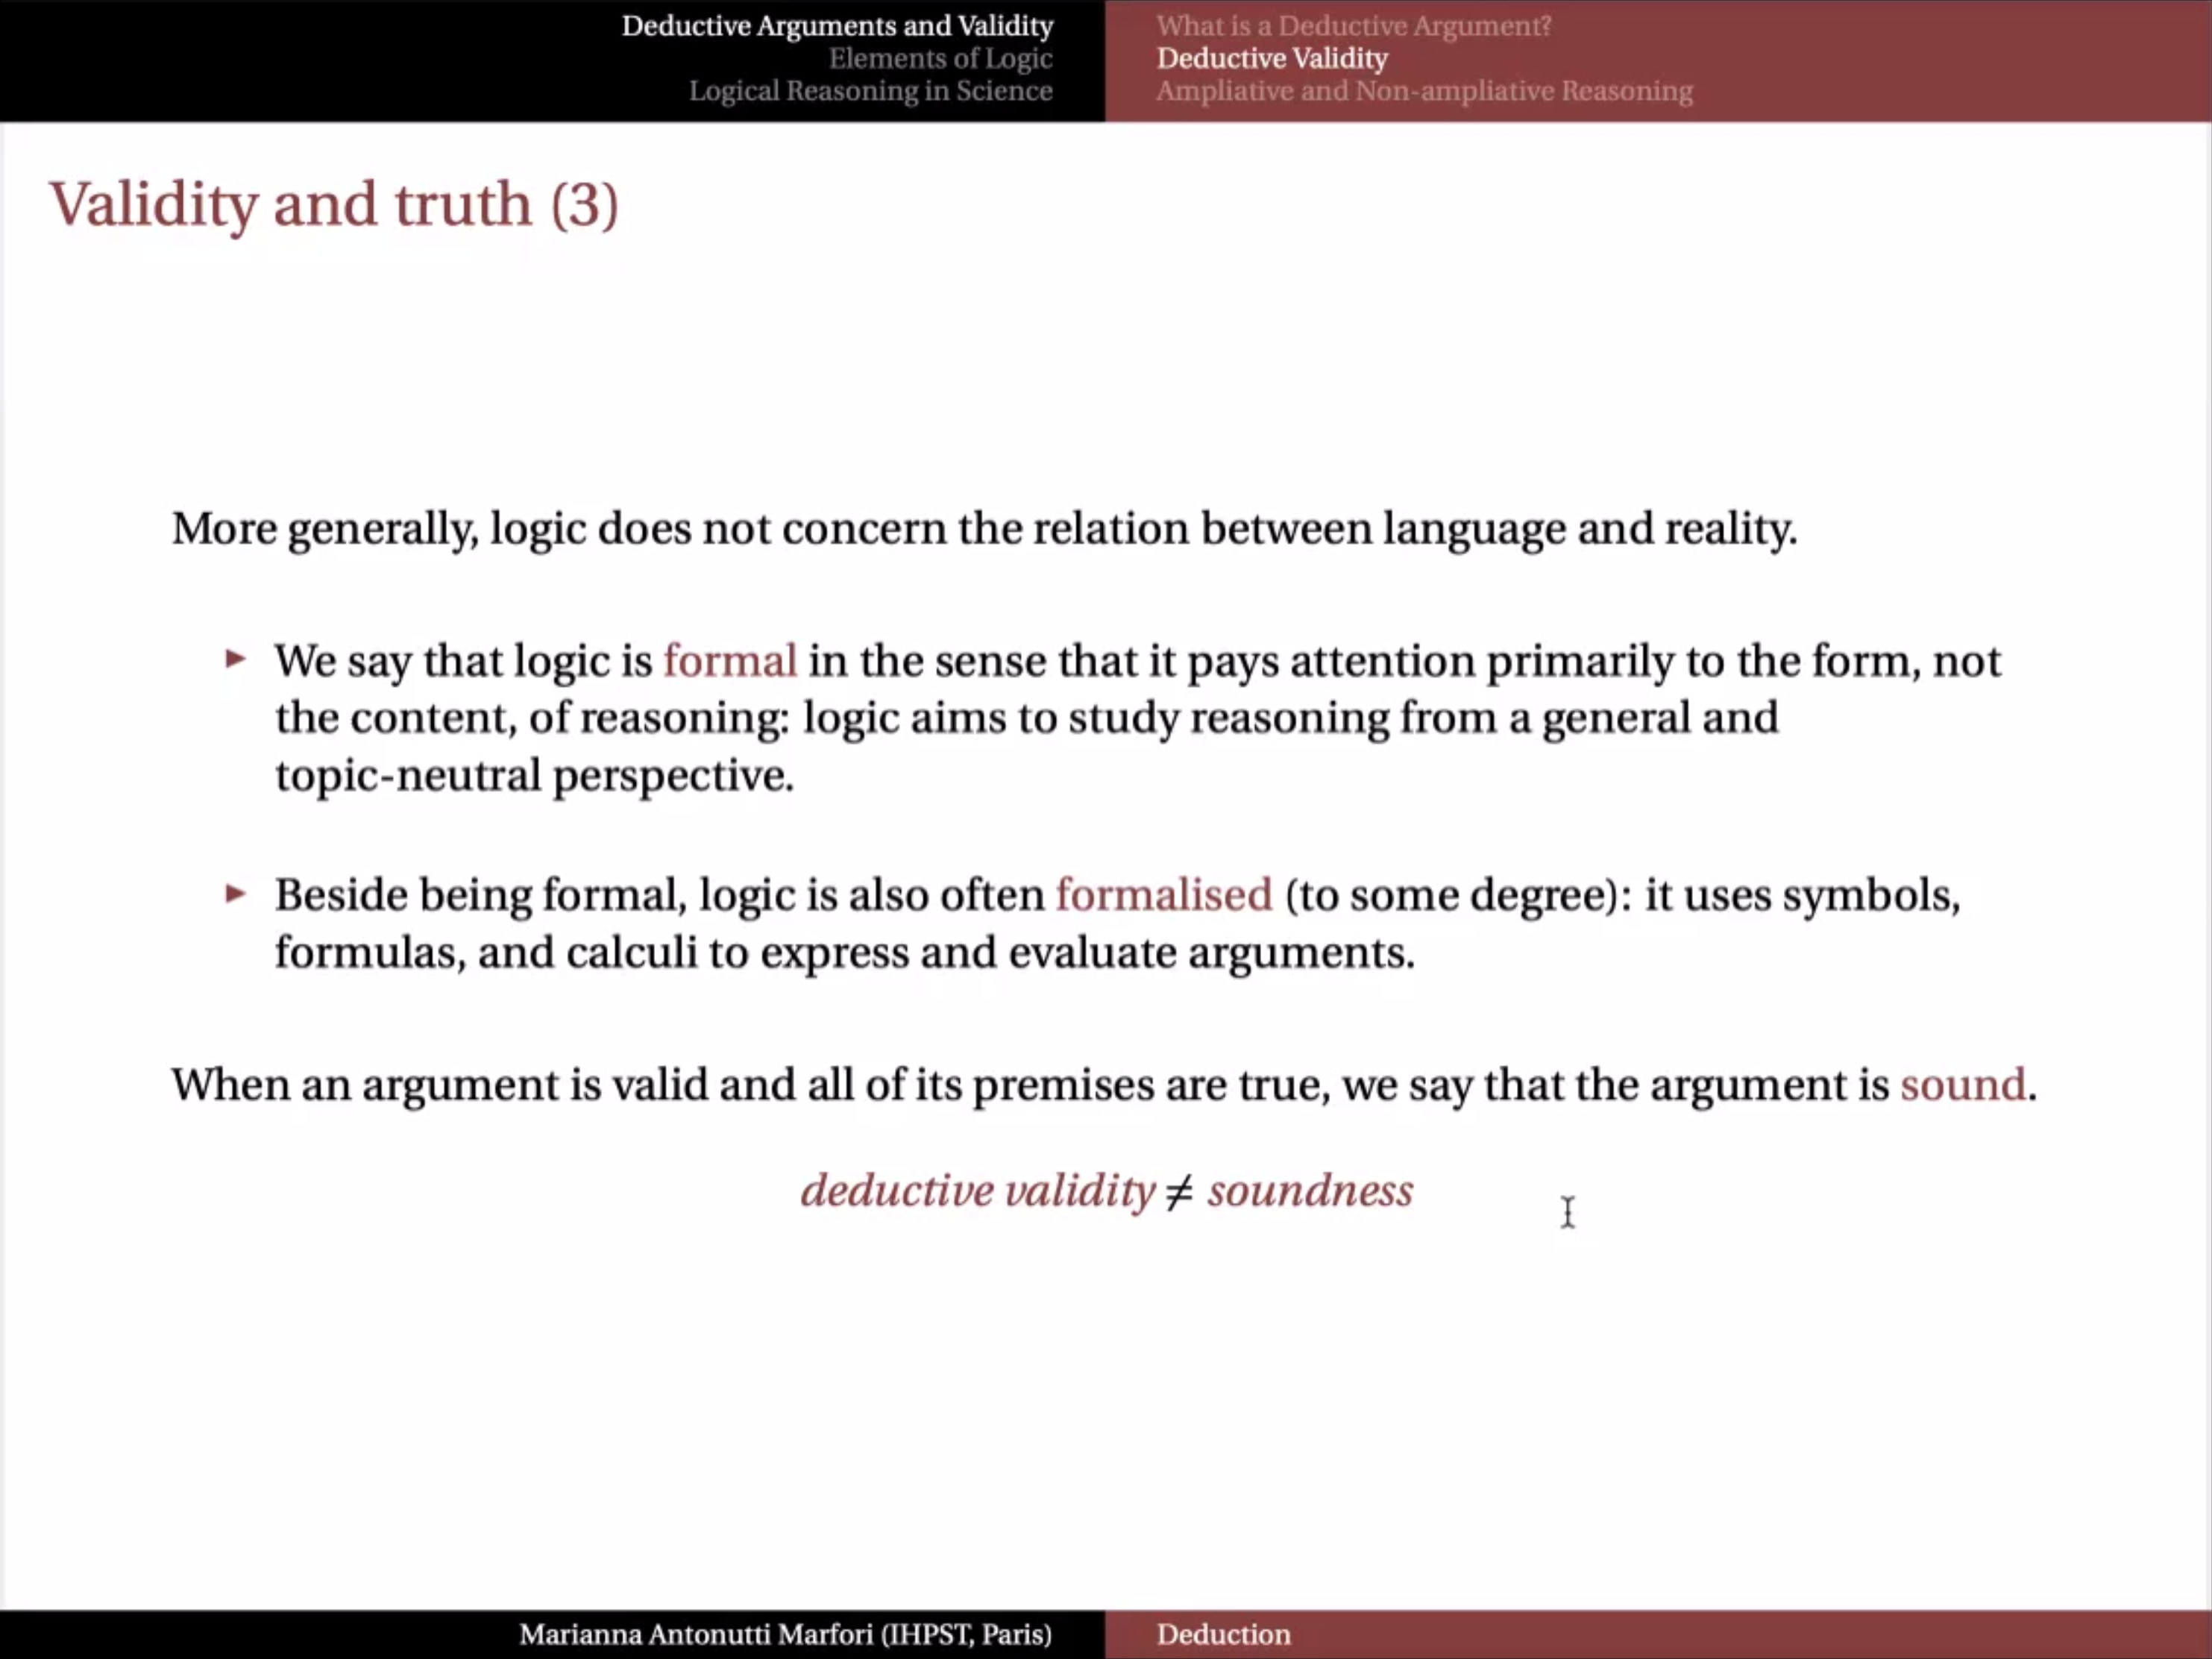 Deductive Arguments and Validity
Elements of Logic
Logical Reasoning in Science
What is a Deductive Argument?
Deductive Validity
Ampliative and Non-ampliative Reasoning
Validity and truth (3)
More generally, logic does not concern the relation between language and reality.
▶ We say that logic is formal in the sense that it pays attention primarily to the form, not
the content, of reasoning: logic aims to study reasoning from a general and
topic-neutral perspective.
▶ Beside being formal, logic is also often formalised (to some degree): it uses symbols,
formulas, and calculi to express and evaluate arguments.
When an argument is valid and all of its premises are true, we say that the argument is sound.
deductive validity ≠ soundness
Marianna Antonutti Marfori (IHPST, Paris)
Deduction